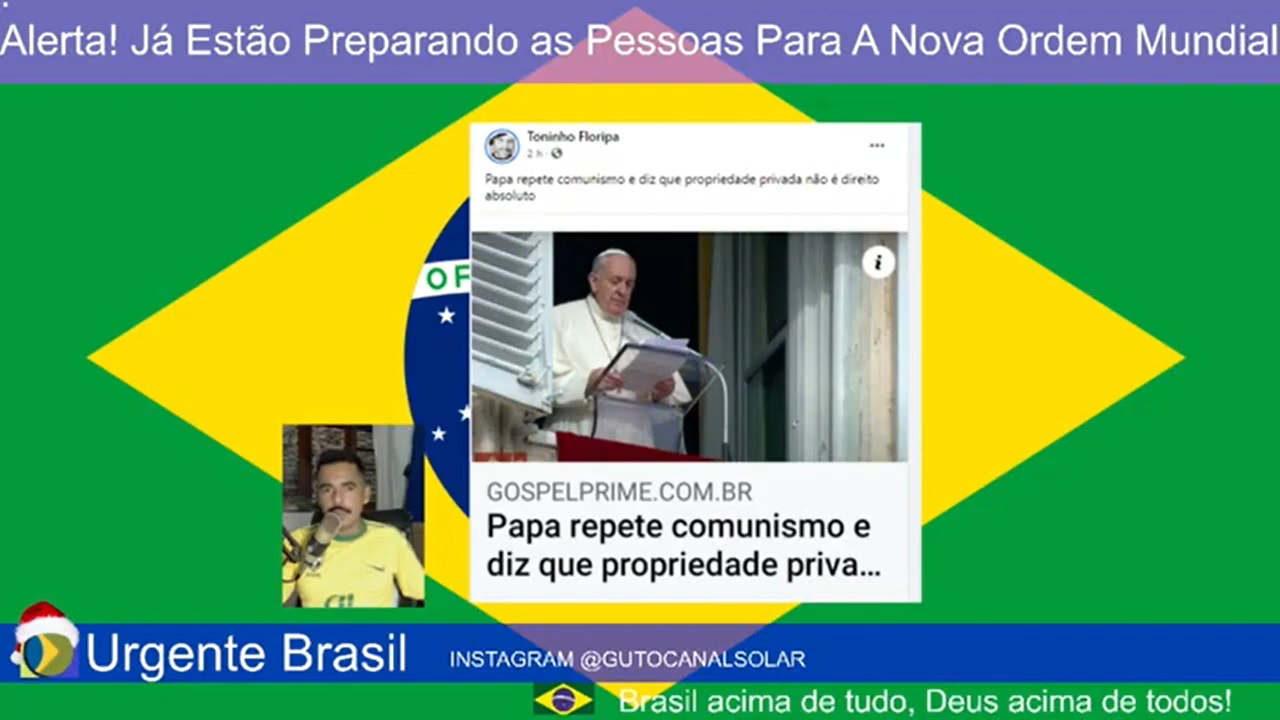 Alerta! Já Estão Preparando as Pessoas Para A Nova Ordem Mundial
Toninho Floripa
2 h
Papa repete comunismo e diz que propriedade privada não é direito
absoluto
OF
GOSPELPRIME.COM.BR
Papa repete comunismo e
diz que propriedade priva...
Urgente Brasil
INSTAGRAM @GUTOCANALSOLAR
Brasil acima de tudo, Deus acima de todos!